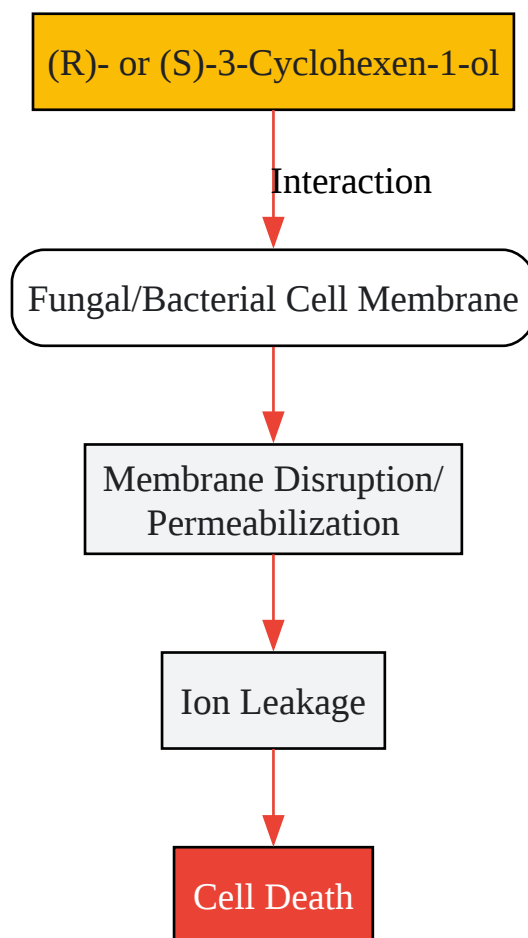 (R)- or (S)-3-Cyclohexen-1-ol
Interaction
Fungal/Bacterial Cell Membrane
Membrane Disruption/
Permeabilization
Ion Leakage
Cell Death